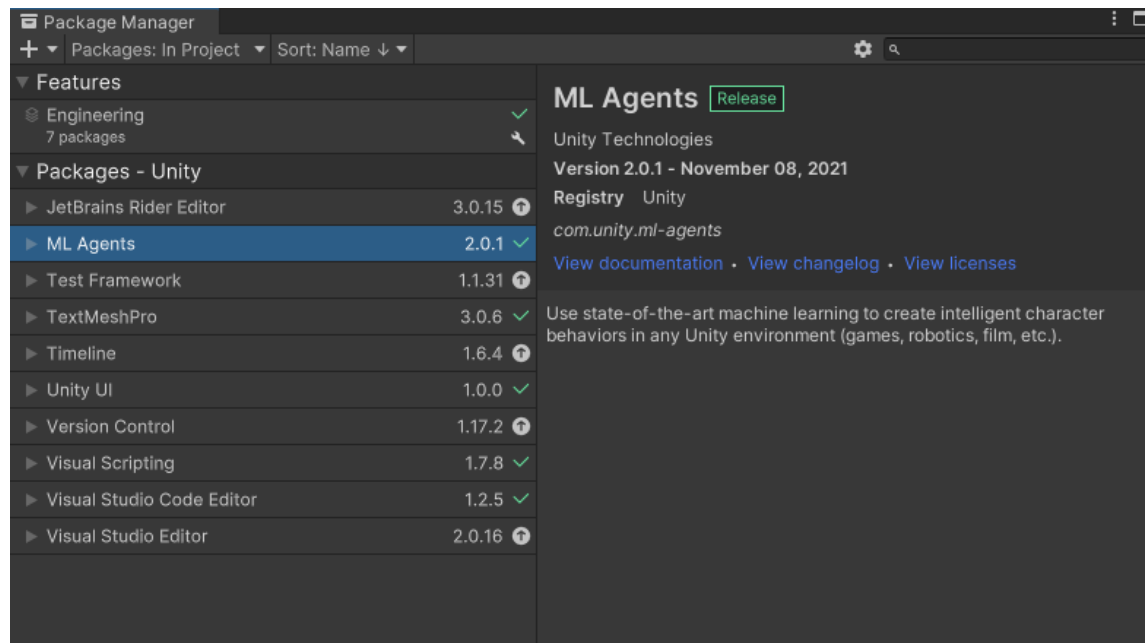 Package Manager
Packages: In Project Sort: Name ↓
Features
Engineering
7 packages
Packages - Unity
JetBrains Rider Editor 3.0.15
ML Agents 2.0.1
Test Framework 1.1.31
TextMeshPro 3.0.6
Timeline 1.6.4
Unity UI 1.0.0
Version Control 1.17.2
Visual Scripting 1.7.8
Visual Studio Code Editor 1.2.5
Visual Studio Editor 2.0.16
ML Agents Release
Unity Technologies
Version 2.0.1 - November 08, 2021
Registry Unity
com.unity.ml-agents
View documentation • View changelog • View licenses
Use state-of-the-art machine learning to create intelligent character
behaviors in any Unity environment (games, robotics, film, etc.).